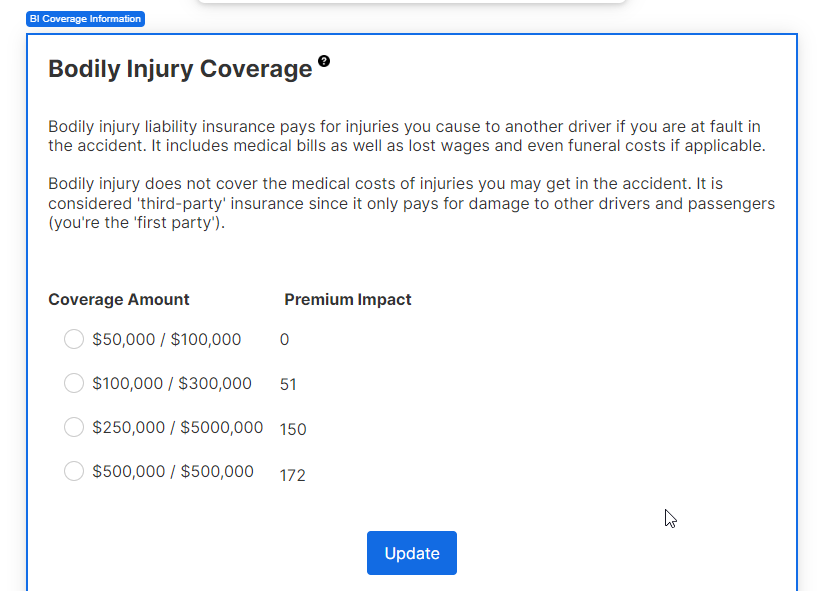 BI Coverage Information
Bodily Injury Coverage ?
Bodily injury liability insurance pays for injuries you cause to another driver if you are at fault in
the accident. It includes medical bills as well as lost wages and even funeral costs if applicable.
Bodily injury does not cover the medical costs of injuries you may get in the accident. It is
considered 'third-party' insurance since it only pays for damage to other drivers and passengers
(you're the 'first party').
Coverage Amount Premium Impact
$50,000 / $100,000 0
$100,000 / $300,000 51
$250,000 / $5000,000 150
$500,000 / $500,000 172
Update